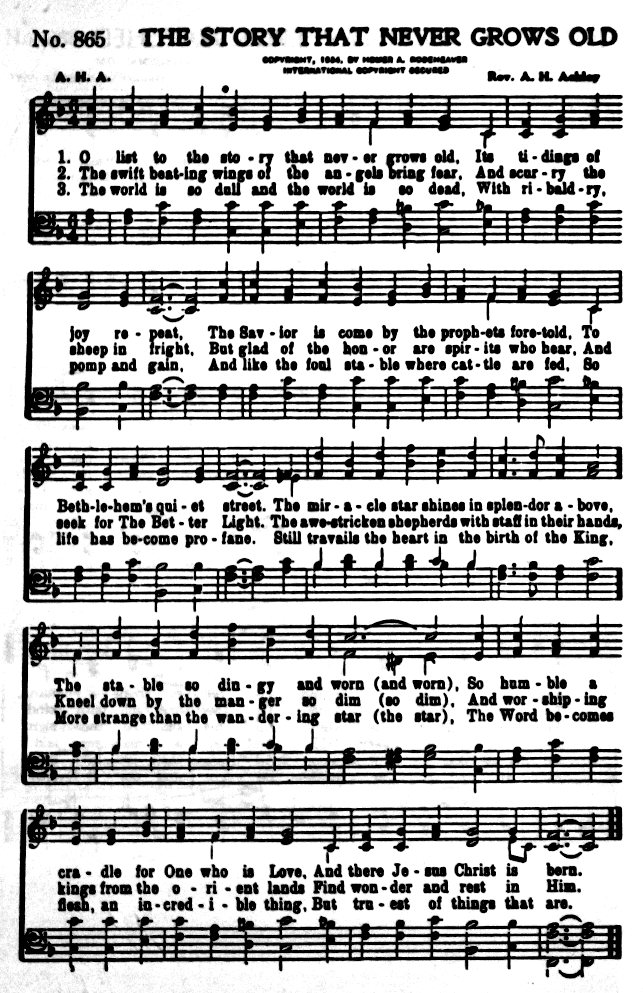 No. 865 THE STORY THAT NEVER GROWS OLD
COPYRIGHT, 1934, BY HOMER A. RODEHEAVER
INTERNATIONAL COPYRIGHT SECURED
A. H. A. Rev. A. H. Ackley
1. O list to the sto - ry that nev - er grows old, Its ti - dings of
2. The swift beat-ing wings of the an - gels bring fear, And scur - ry the
3. The world is so dull and the world is so dead, With ri - bald - ry,
joy re - peat, The Sav - ior is come by the proph-ets fore-told, To
sheep in fright, But glad of the hon - or are spir - its who hear, And
pomp and gain, And like the foul sta - ble where cat - tle are fed, So
Beth-le-hem's qui - et street. The mir - a - cle star shines in splen-dor a - bove,
seek for The Bet - ter Light. The awe-stricken shepherds with staff in their hands,
life has be-come pro - fane. Still travails the heart in the birth of the King,
The sta - ble so din - gy and worn (and worn), So hum - ble a
Kneel down by the man - ger so dim (so dim), And wor - ship - ing
More strange than the wan - der - ing star (the star), The Word be-comes
cra - dle for One who is Love, And there Je - sus Christ is born.
kings from the o - ri - ent lands Find won - der and rest in Him.
flesh, an in-cred - i - ble thing, But tru - est of things that are.